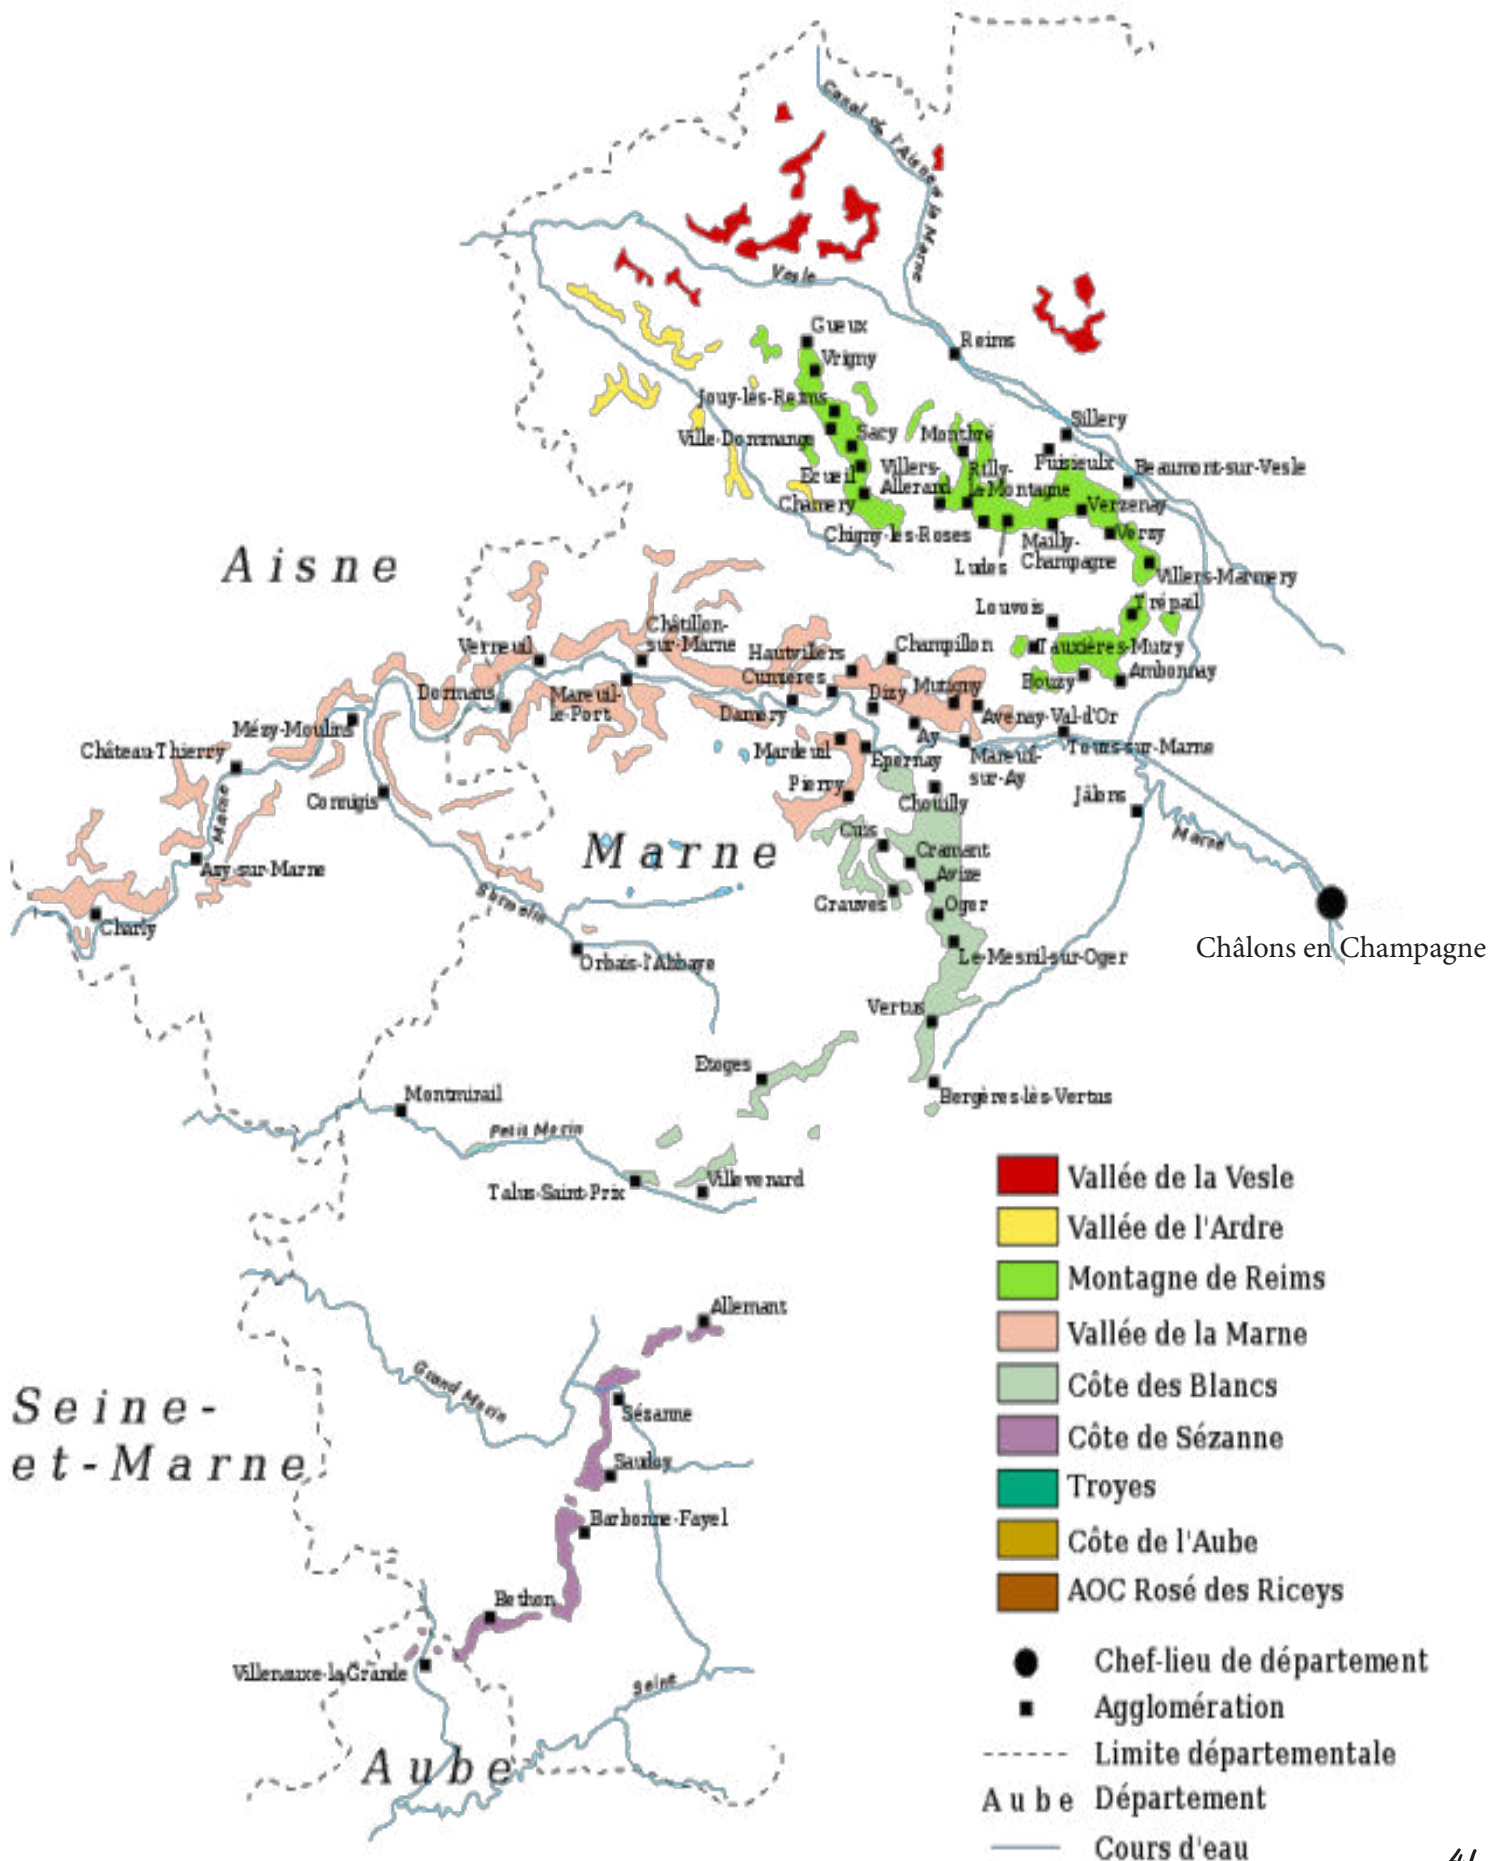 Canal de l'Aisne à la Marne
Vesle
Gueux
Vrigny
Reims
Jouy-lès-Reims
Ville-Dommange
Sacy
Montbré
Sillery
Puisieulx
Beaumont-sur-Vesle
Ecueil
Villers-
Allerand
Rilly-
la-Montagne
Chamery
Verzenay
Chigny-les-Roses
Mailly-
Champagne
Verzy
Ludes
Villers-Marmery
Aisne
Louvois
Trépail
Châtillon-
sur-Marne
Verneuil
Hautvillers
Champillon
Tauxières-Mutry
Cumières
Ambonnay
Dormans
Mareuil-
le-Port
Dizy
Mutigny
Bouzy
Damery
Avenay-Val-d'Or
Mézy-Moulins
Ay
Château-Thierry
Mardeuil
Epernay
Mareuil-
sur-Ay
Tours-sur-Marne
Pierry
Connigis
Chouilly
Jâlons
Marne
Marne
Cuis
Marne
Cramant
Azy-sur-Marne
Avize
Surmelin
Grauves
Oger
Charly
Châlons en Champagne
Orbais-l'Abbaye
Le-Mesnil-sur-Oger
Vertus
Etoges
Montmirail
Bergères-lès-Vertus
Petit Morin
Talus-Saint-Prix
Villevenard
Vallée de la Vesle
Vallée de l'Ardre
Montagne de Reims
Vallée de la Marne
Côte des Blancs
Côte de Sézanne
Troyes
Côte de l'Aube
AOC Rosé des Riceys
Allemant
Grand Morin
Seine-
et-Marne
Sézanne
Saudoy
Barbonne-Fayel
Bethon
Villenauxe-la-Grande
Seine
Aube
Chef-lieu de département
Agglomération
Limite départementale
Aube Département
Cours d'eau